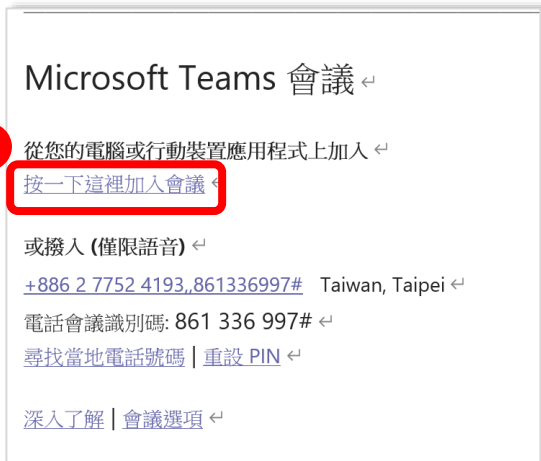 Microsoft Teams 會議
從您的電腦或行動裝置應用程式上加入
按一下這裡加入會議
或撥入 (僅限語音)
+886 2 7752 4193,,861336997# Taiwan, Taipei
電話會議識別碼: 861 336 997#
尋找當地電話號碼 | 重設 PIN
深入了解 | 會議選項